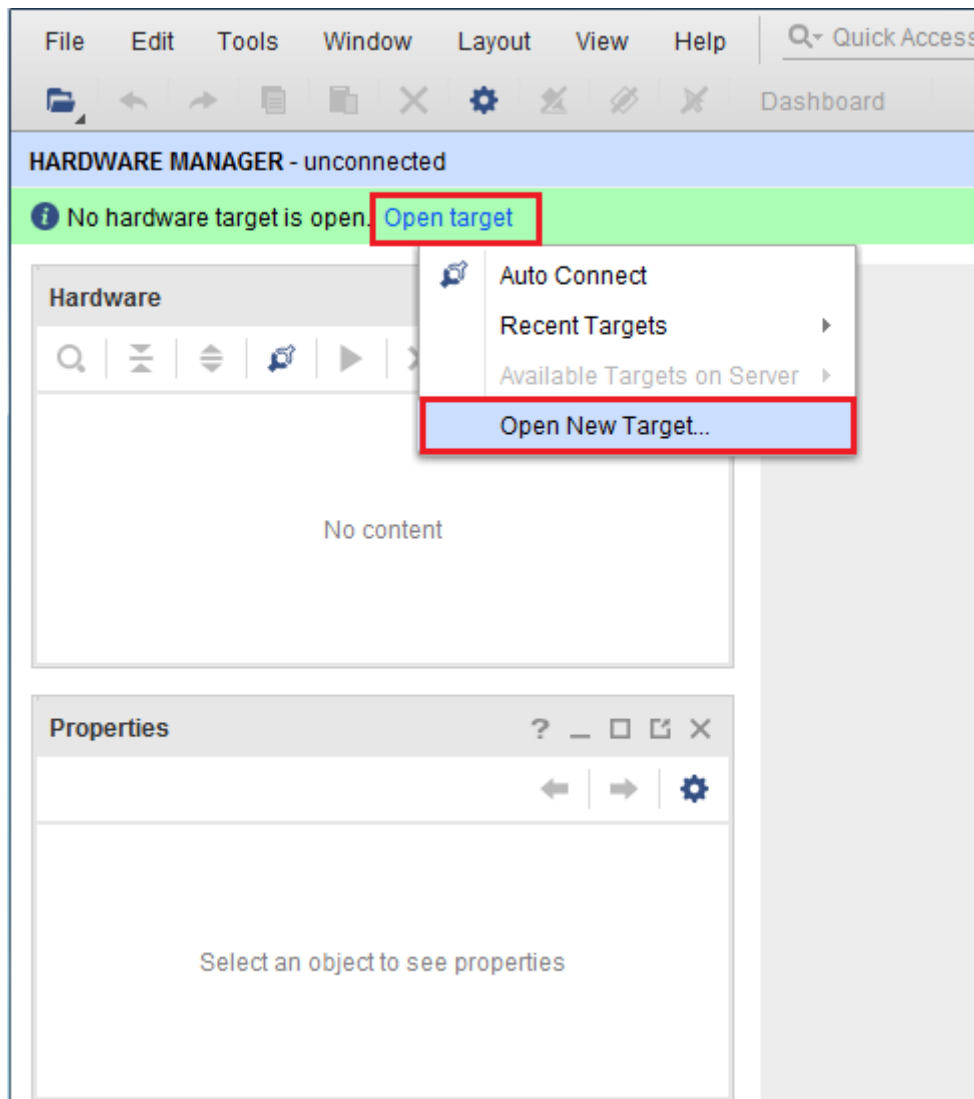 File Edit Tools Window Layout View Help Quick Access
Dashboard
HARDWARE MANAGER - unconnected
No hardware target is open. Open target
Auto Connect
Recent Targets
Available Targets on Server
Open New Target...
Hardware
No content
Properties
Select an object to see properties